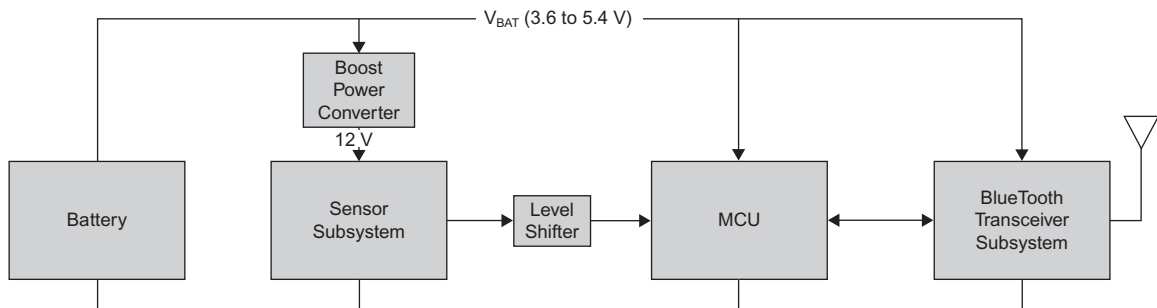 V_BAT (3.6 to 5.4 V)
Boost
Power
Converter
12 V
Battery
Sensor
Subsystem
Level
Shifter
MCU
BlueTooth
Transceiver
Subsystem